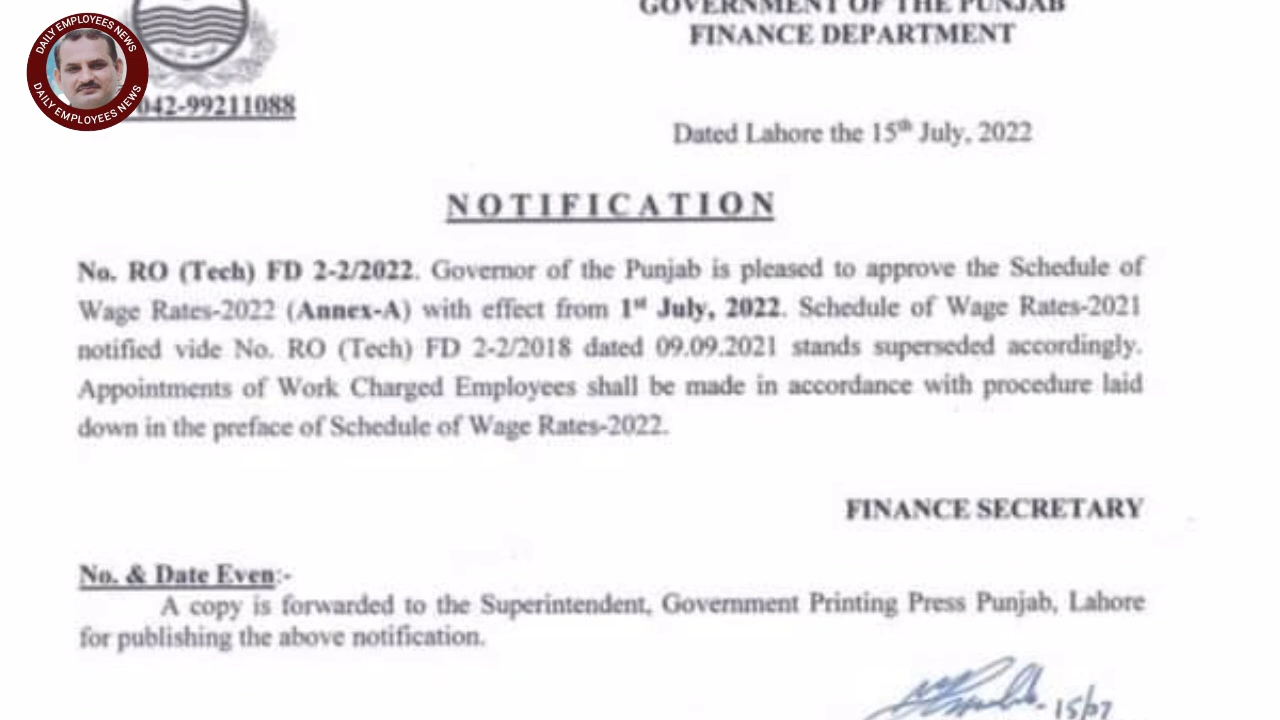 GOVERNMENT OF THE PUNJAB
FINANCE DEPARTMENT
DAILY EMPLOYEES NEWS
DAILY EMPLOYEES NEWS
042-99211088
Dated Lahore the 15th July, 2022
NOTIFICATION
No. RO (Tech) FD 2-2/2022. Governor of the Punjab is pleased to approve the Schedule of
Wage Rates-2022 (Annex-A) with effect from 1st July, 2022. Schedule of Wage Rates-2021
notified vide No. RO (Tech) FD 2-2/2018 dated 09.09.2021 stands superseded accordingly.
Appointments of Work Charged Employees shall be made in accordance with procedure laid
down in the preface of Schedule of Wage Rates-2022.
FINANCE SECRETARY
No. & Date Even:-
A copy is forwarded to the Superintendent, Government Printing Press Punjab, Lahore
for publishing the above notification.
15/07